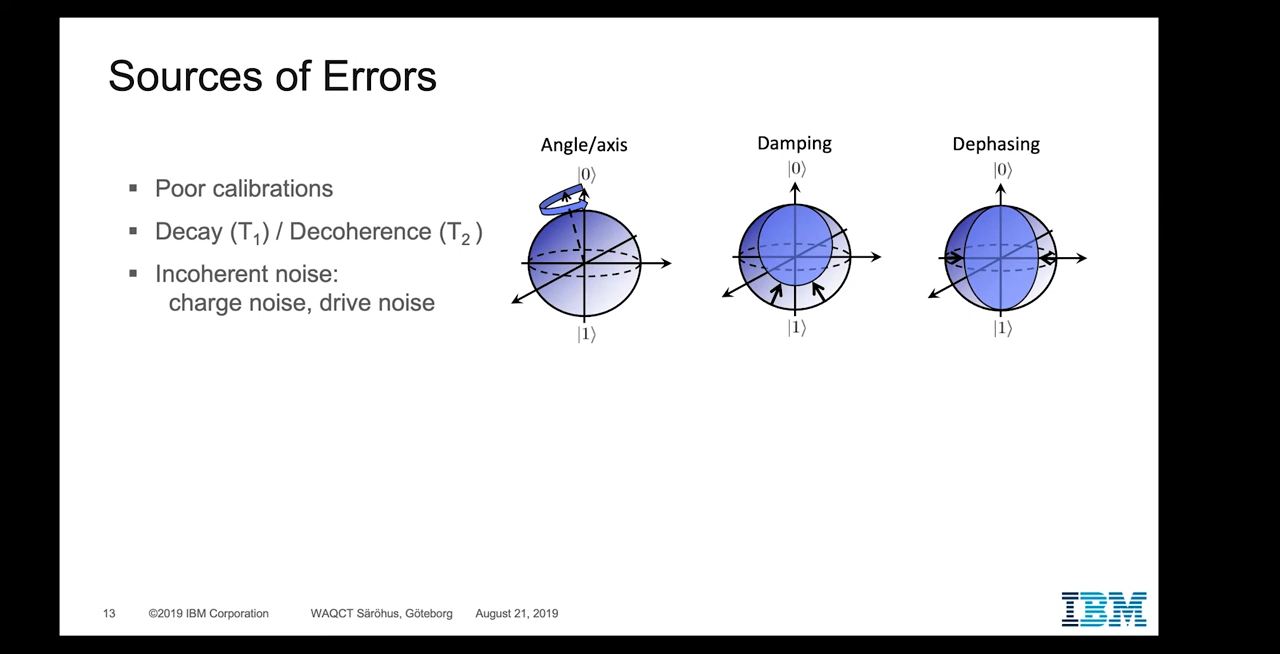 Sources of Errors
▪ Poor calibrations
▪ Decay (T₁) / Decoherence (T₂ )
▪ Incoherent noise:
charge noise, drive noise
Angle/axis
|0⟩
|1⟩
Damping
|0⟩
|1⟩
Dephasing
|0⟩
|1⟩
13 ©2019 IBM Corporation WAQCT Säröhus, Göteborg August 21, 2019
IBM